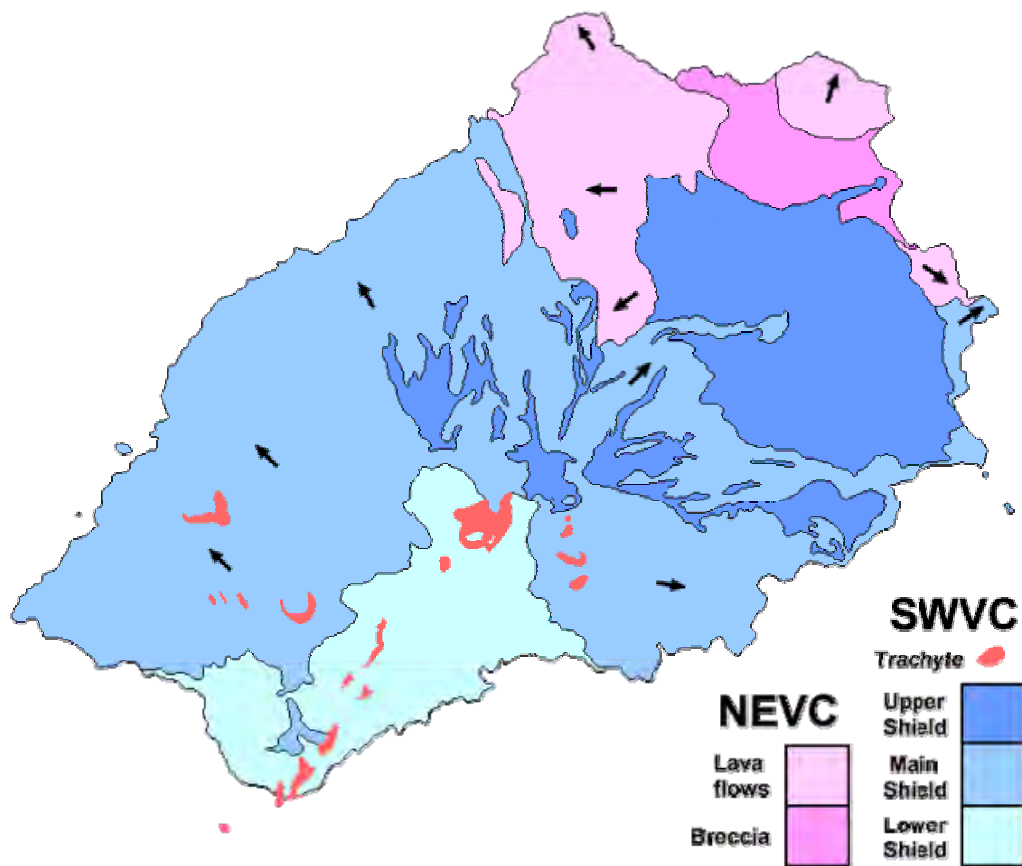 SWVC
Trachyte
NEVC
Upper
Shield
Lava
flows
Main
Shield
Breccia
Lower
Shield